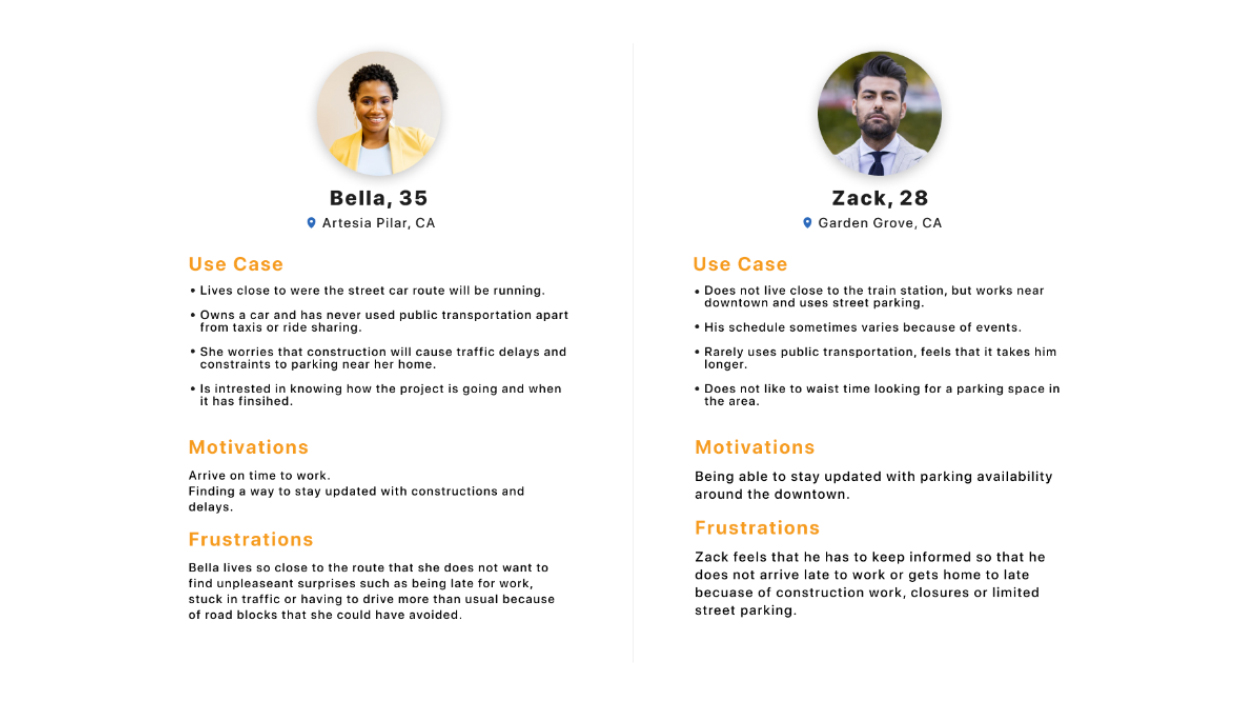 Bella, 35
Artesia Pilar, CA
Use Case
• Lives close to were the street car route will be running.
• Owns a car and has never used public transportation apart
from taxis or ride sharing.
• She worries that construction will cause traffic delays and
constraints to parking near her home.
• Is intrested in knowing how the project is going and when
it has finsihed.
Motivations
Arrive on time to work.
Finding a way to stay updated with constructions and
delays.
Frustrations
Bella lives so close to the route that she does not want to
find unpleaseant surprises such as being late for work,
stuck in traffic or having to drive more than usual because
of road blocks that she could have avoided.
Zack, 28
Garden Grove, CA
Use Case
• Does not live close to the train station, but works near
downtown and uses street parking.
• His schedule sometimes varies because of events.
• Rarely uses public transportation, feels that it takes him
longer.
• Does not like to waist time looking for a parking space in
the area.
Motivations
Being able to stay updated with parking availability
around the downtown.
Frustrations
Zack feels that he has to keep informed so that he
does not arrive late to work or gets home to late
becuase of construction work, closures or limited
street parking.